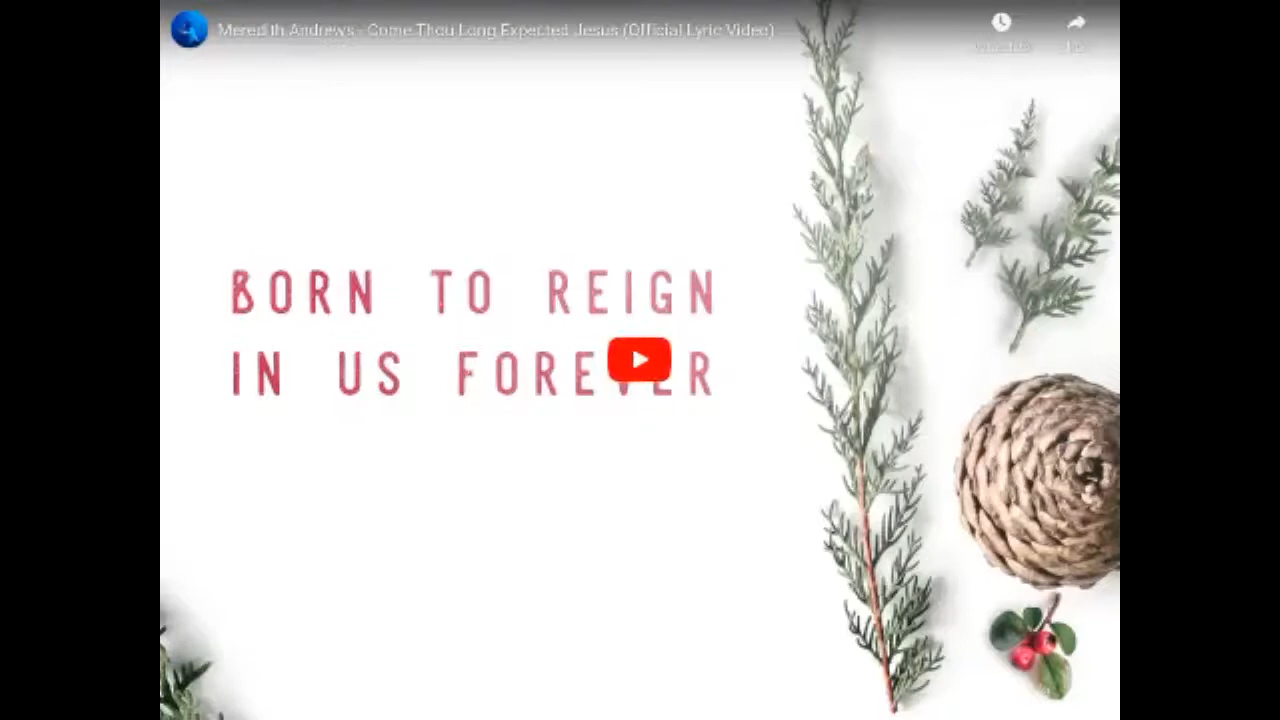 Meredith Andrews - Come Thou Long Expected Jesus (Official Lyric Video)
BORN TO REIGN
IN US FOREVER